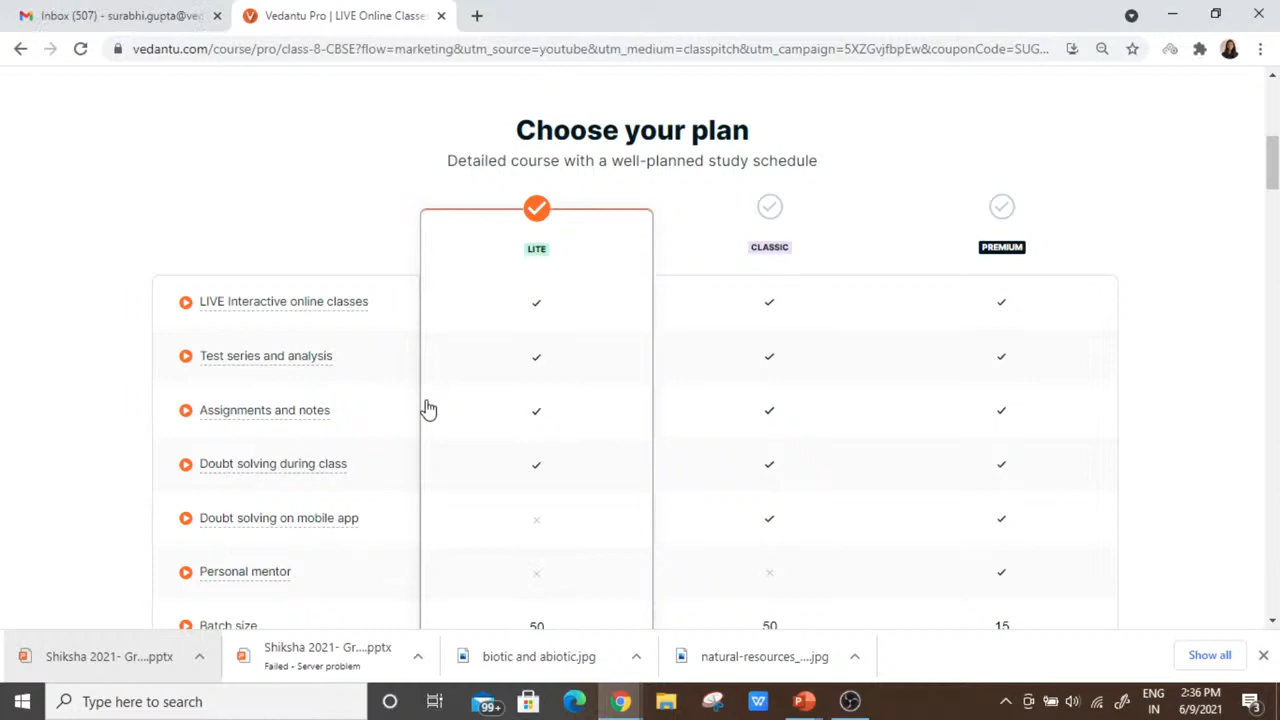 Inbox (507) - surabhi.gupta@ved
Vedantu Pro | LIVE Online Classe
vedantu.com/course/pro/class-8-CBSE?flow=marketing&utm_source=youtube&utm_medium=classpitch&utm_campaign=5XZGvjfbpEw&couponCode=SUG...
Choose your plan
Detailed course with a well-planned study schedule
LITE
CLASSIC
PREMIUM
LIVE Interactive online classes
Test series and analysis
Assignments and notes
Doubt solving during class
Doubt solving on mobile app
Personal mentor
Batch size 50 50 15
Shiksha 2021- Gr....pptx
Shiksha 2021- Gr....pptx
Failed - Server problem
biotic and abiotic.jpg
natural-resources_....jpg
Show all
Type here to search
99+
ENG
IN
2:36 PM
6/9/2021
3